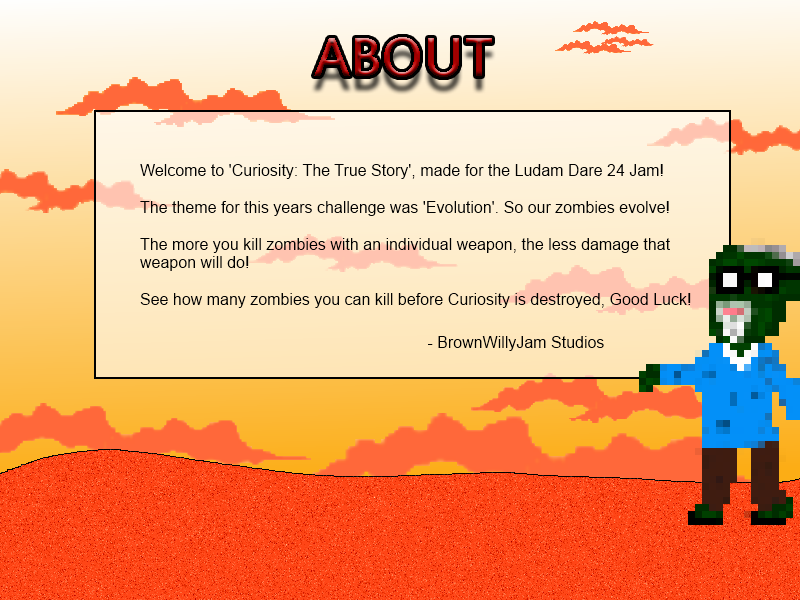 ABOUT
Welcome to 'Curiosity: The True Story', made for the Ludam Dare 24 Jam!
The theme for this years challenge was 'Evolution'. So our zombies evolve!
The more you kill zombies with an individual weapon, the less damage that
weapon will do!
See how many zombies you can kill before Curiosity is destroyed, Good Luck!
- BrownWillyJam Studios